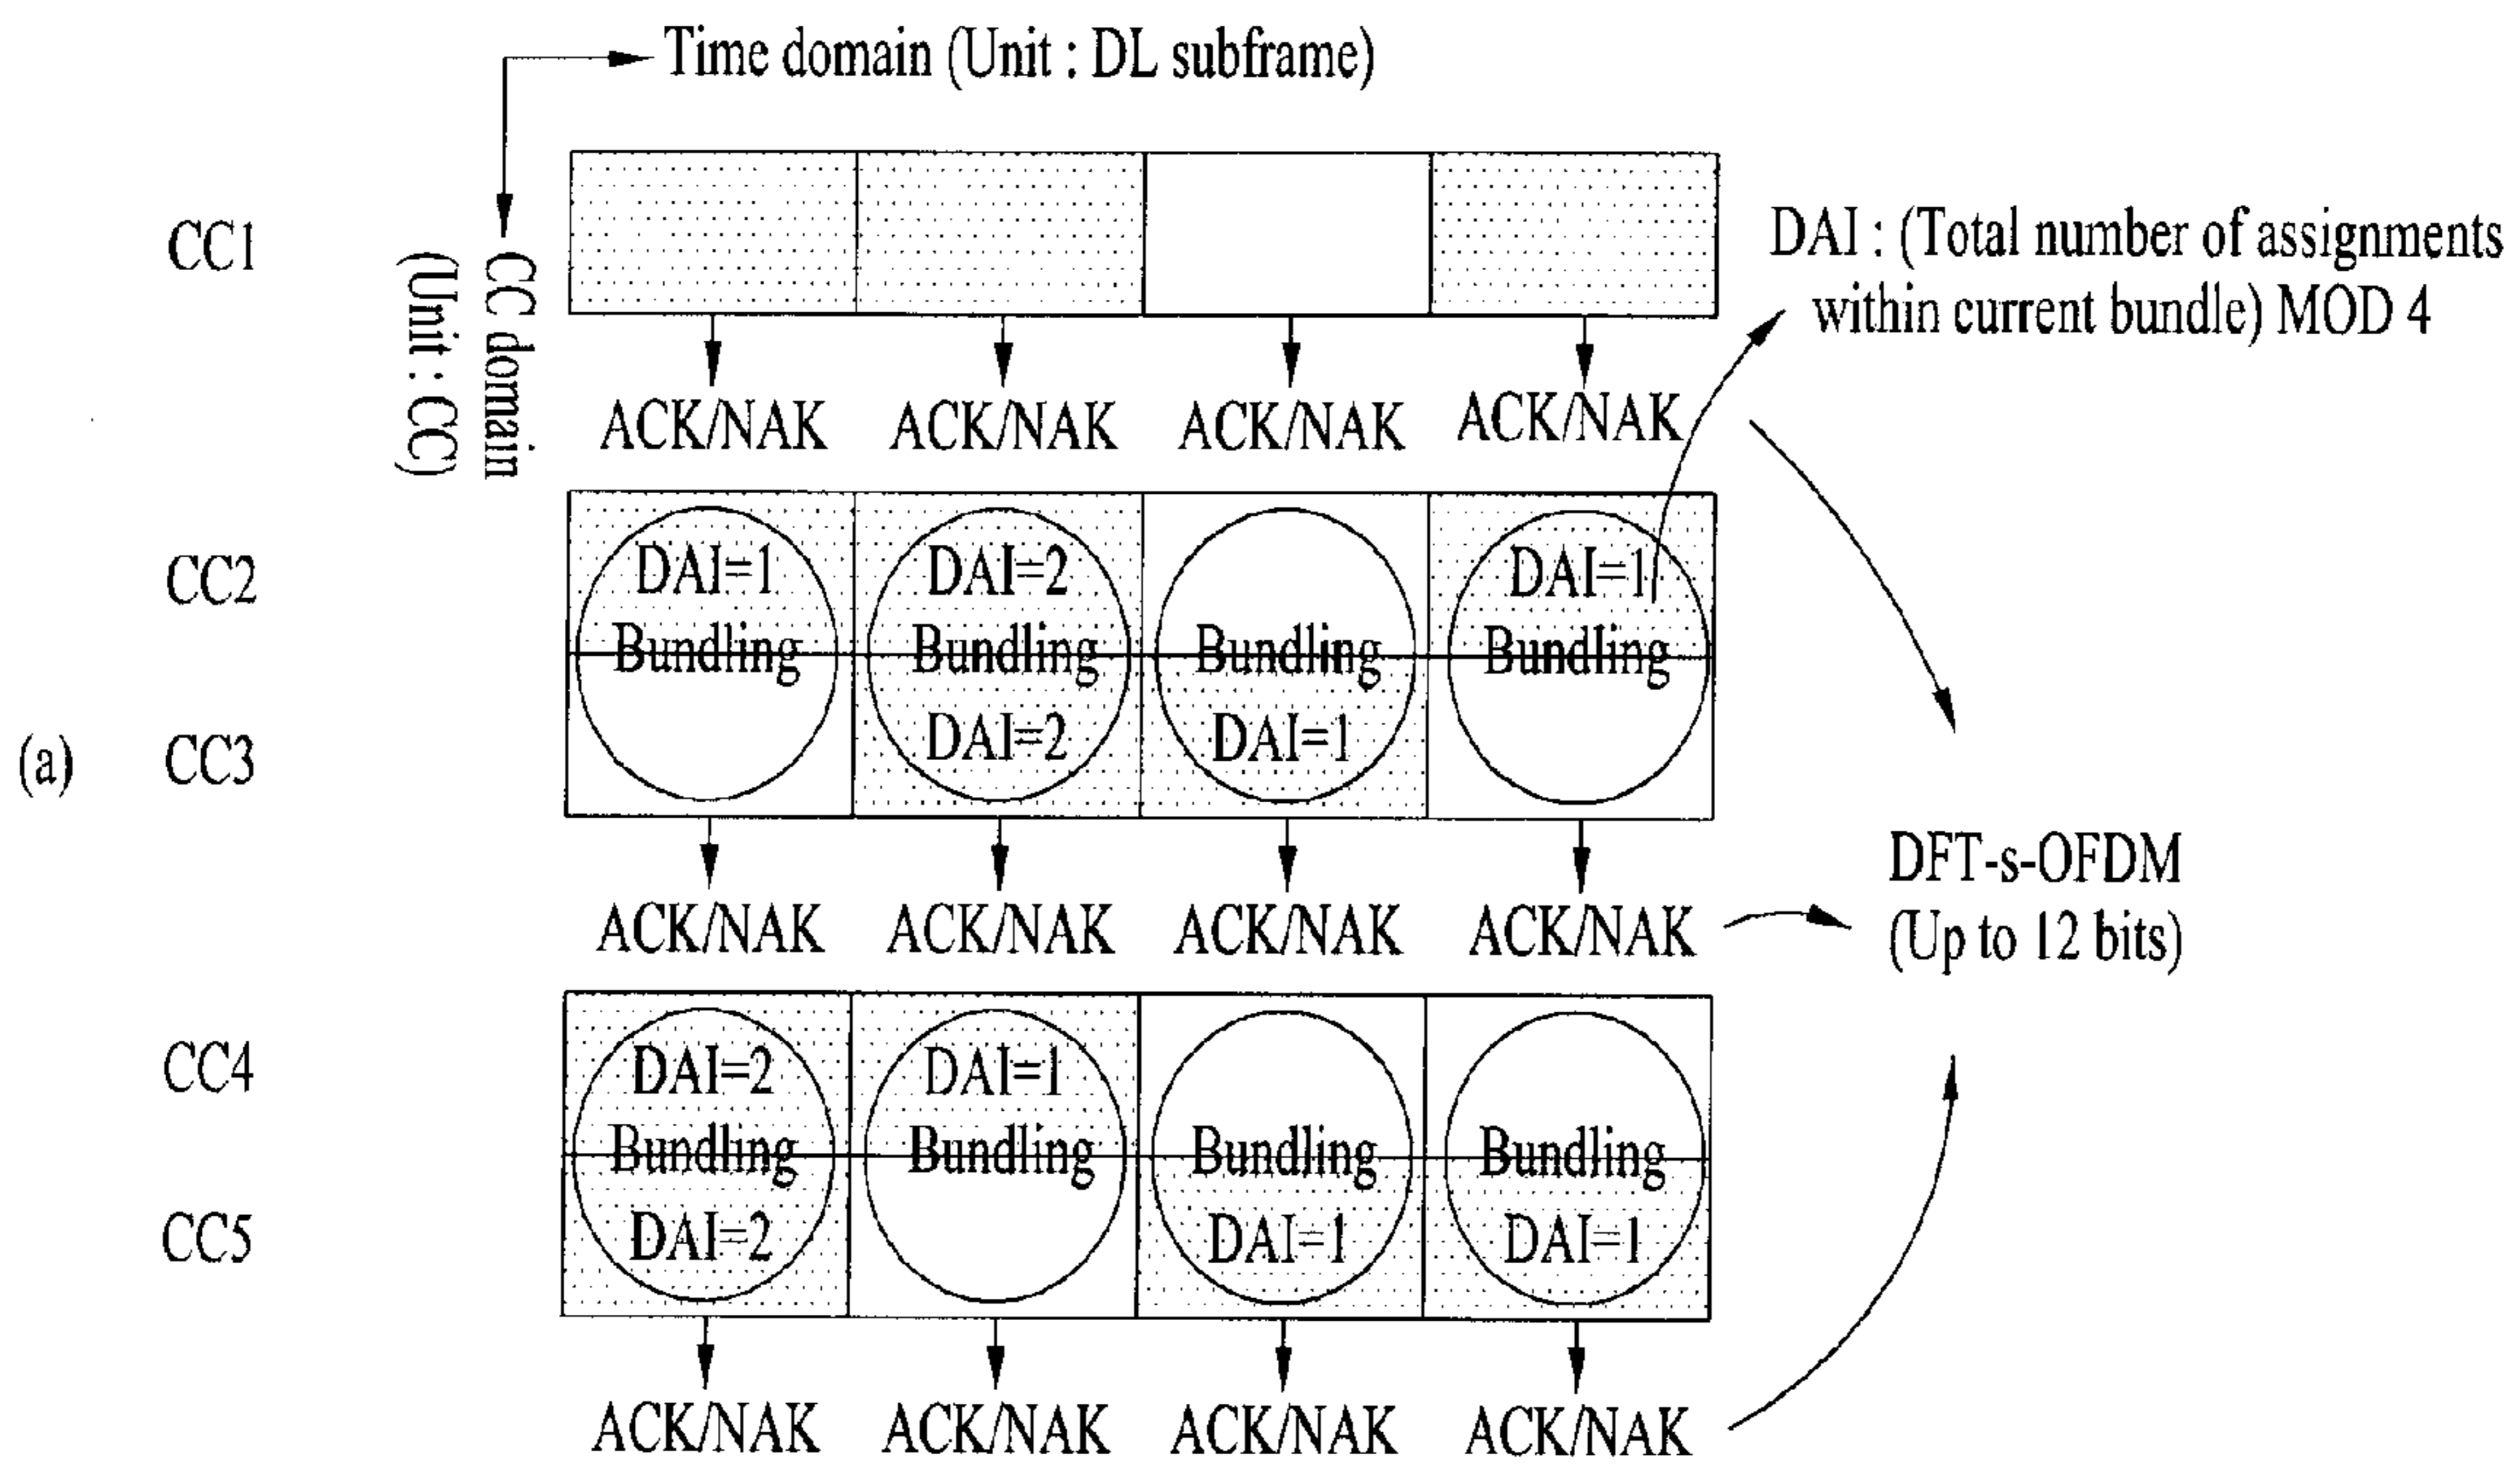 Time domain (Unit : DL subframe)
CC domain
(Unit : CC)
CC1
DAI : (Total number of assignments
within current bundle) MOD 4
ACK/NAK ACK/NAK ACK/NAK ACK/NAK
CC2
DAI=1 DAI=2 DAI=1
Bundling Bundling Bundling Bundling
(a) CC3
DAI=2 DAI=1
DFT-s-OFDM
(Up to 12 bits)
ACK/NAK ACK/NAK ACK/NAK ACK/NAK
CC4
DAI=2 DAI=1
Bundling Bundling Bundling Bundling
CC5
DAI=2 DAI=1 DAI=1
ACK/NAK ACK/NAK ACK/NAK ACK/NAK